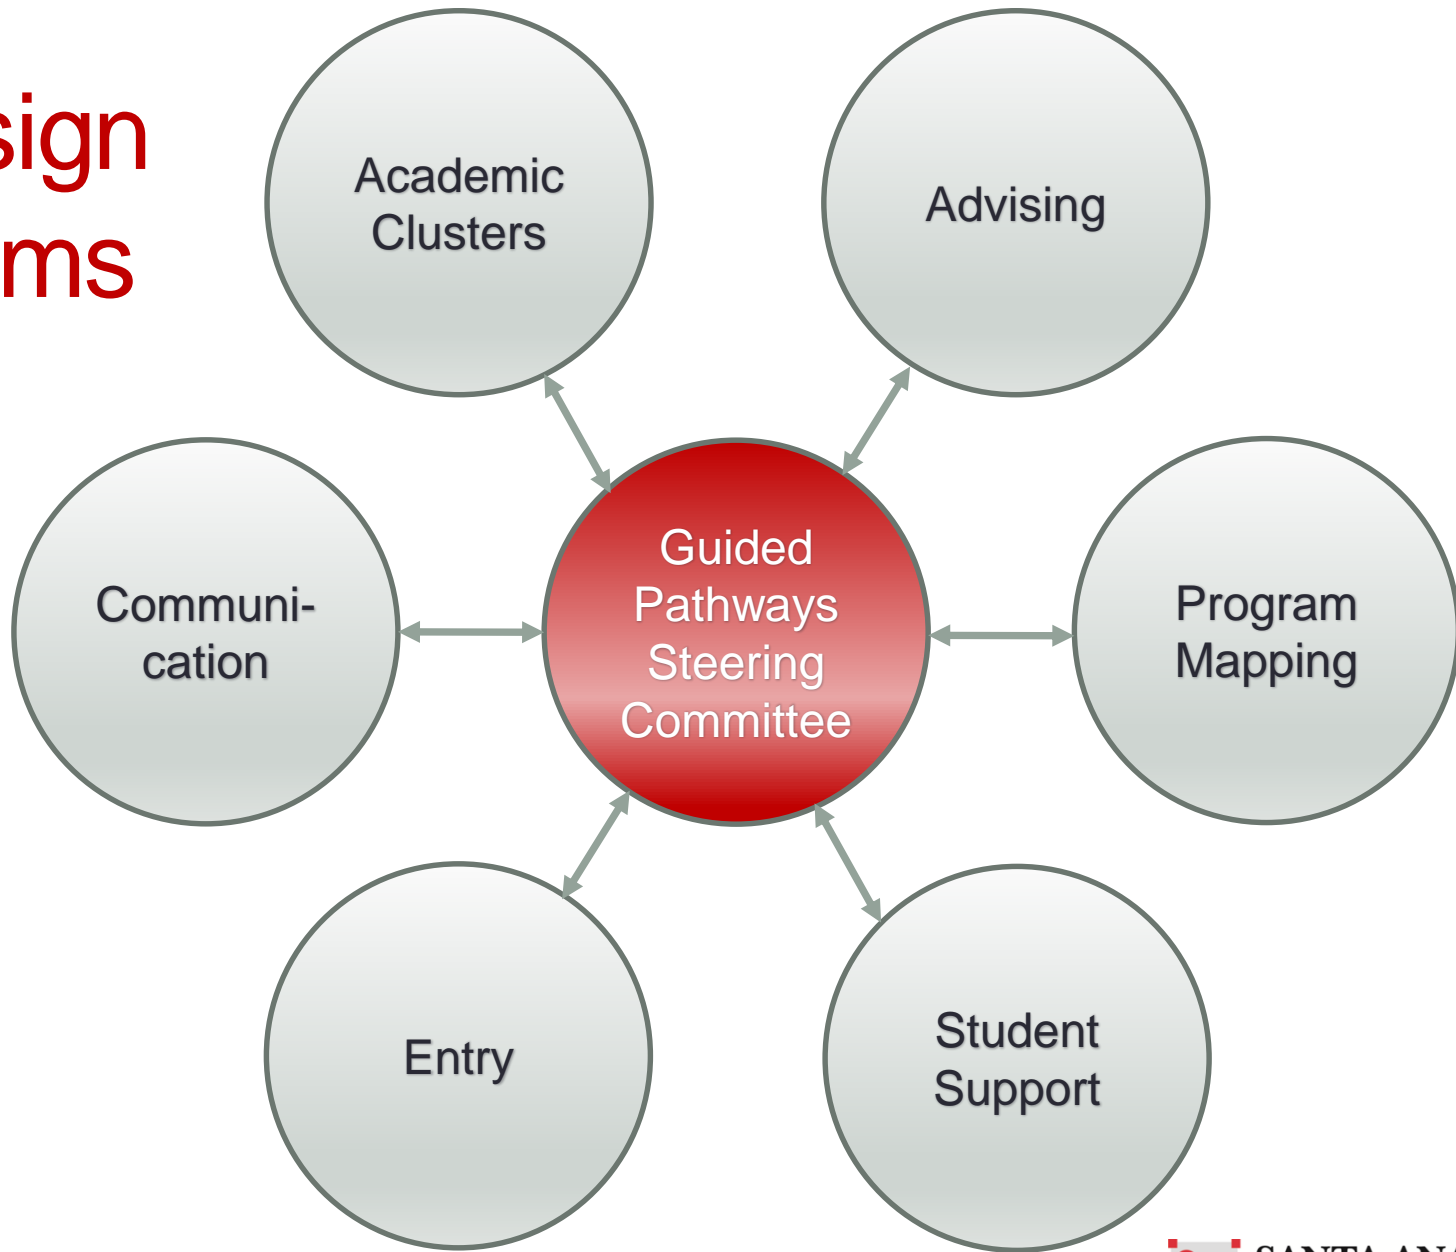 sign
ms
Academic
Clusters
Advising
Communi-
cation
Guided
Pathways
Steering
Committee
Program
Mapping
Entry
Student
Support